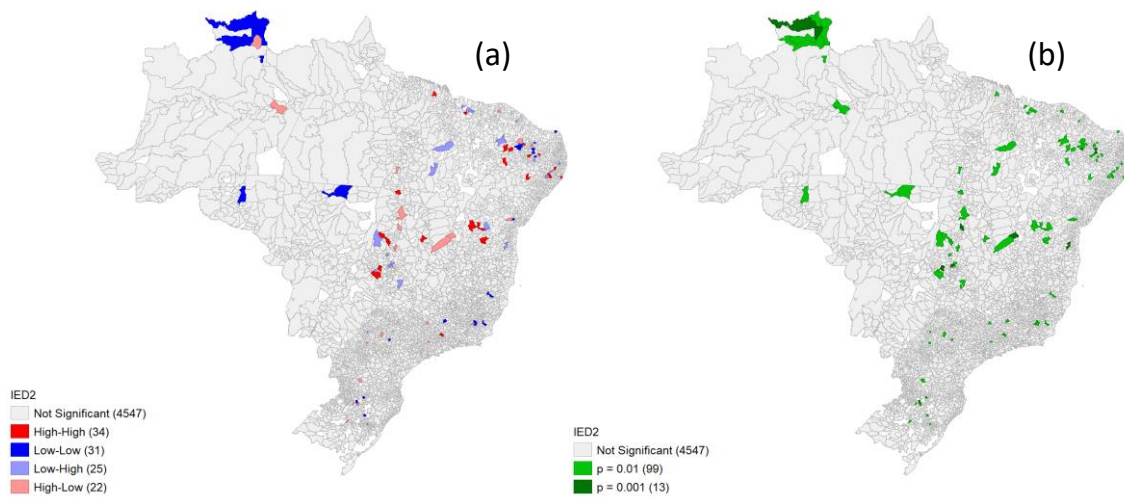 (a)
IED2
Not Significant (4547)
High-High (34)
Low-Low (31)
Low-High (25)
High-Low (22)
(b)
IED2
Not Significant (4547)
p = 0.01 (99)
p = 0.001 (13)